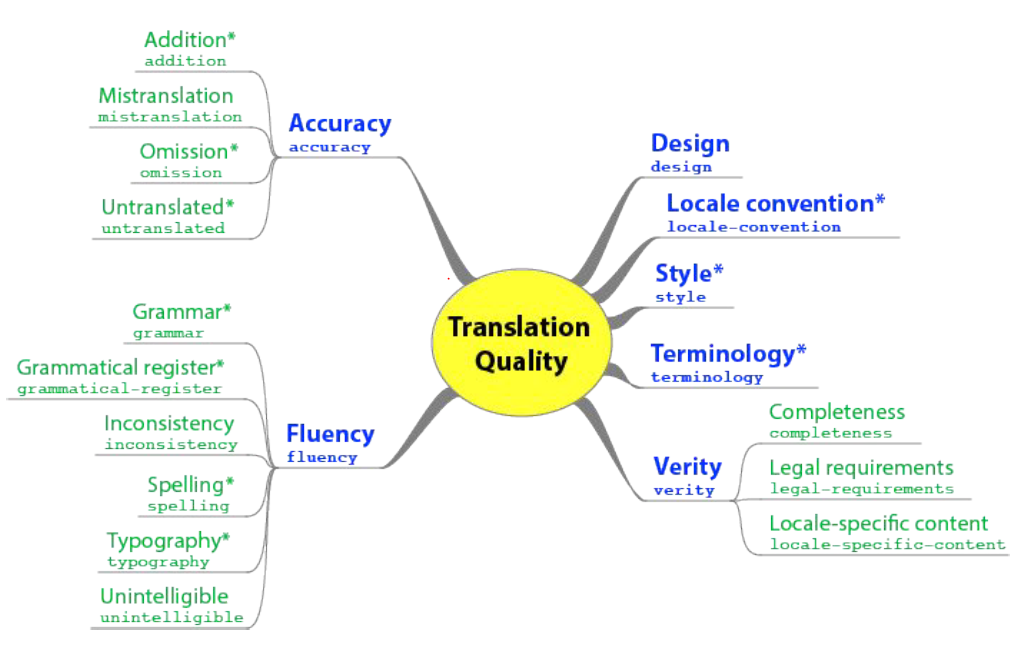 Addition*
addition
Mistranslation
mistranslation
Omission*
omission
Untranslated*
untranslated
Accuracy
accuracy
Grammar*
grammar
Grammatical register*
grammatical-register
Inconsistency
inconsistency
Spelling*
spelling
Typography*
typography
Unintelligible
unintelligible
Fluency
fluency
Translation
Quality
Design
design
Locale convention*
locale-convention
Style*
style
Terminology*
terminology
Verity
verity
Completeness
completeness
Legal requirements
legal-requirements
Locale-specific content
locale-specific-content